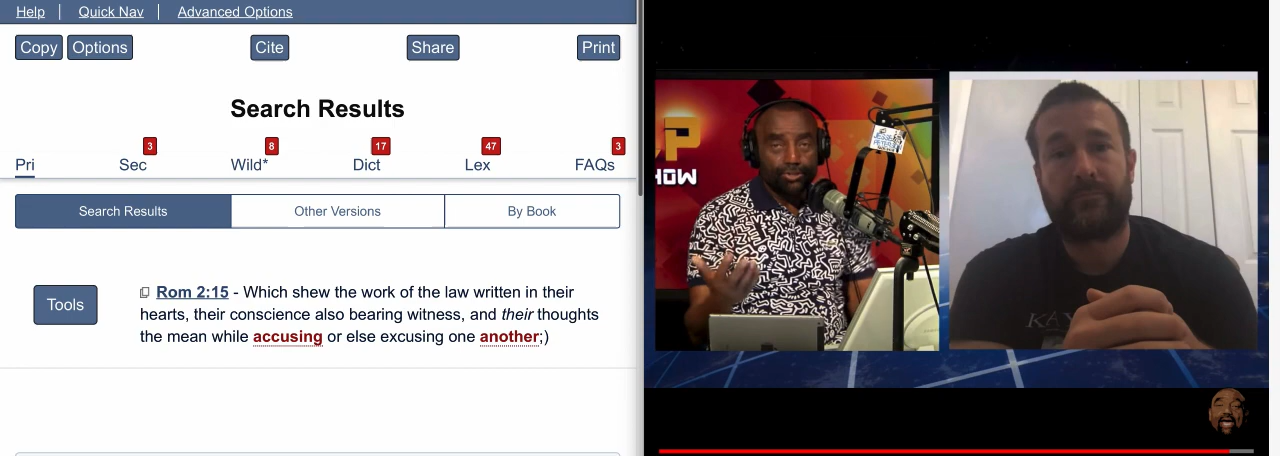 Help Quick Nav Advanced Options
Copy Options Cite Share Print
Search Results
3 8 17 47 3
Pri Sec Wild* Dict Lex FAQs
Search Results Other Versions By Book
Tools
Rom 2:15 - Which shew the work of the law written in their
hearts, their conscience also bearing witness, and their thoughts
the mean while accusing or else excusing one another;)
P
HOW
JESSE